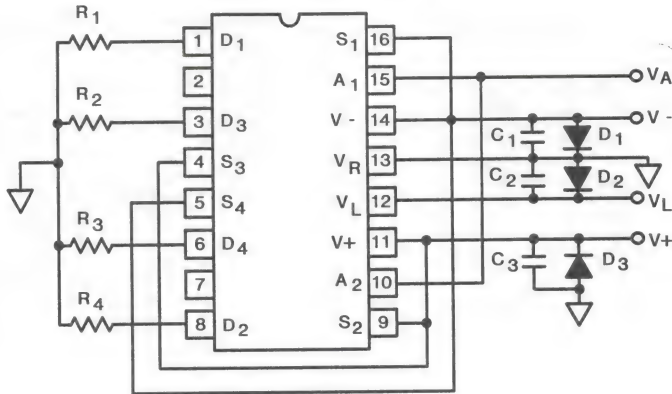 R1
1 D1
S1 16
2
A1 15
VA
R2
3 D3
V- 14
C1
D1
V-
4 S3
VR 13
C2
D2
5 S4
VL 12
VL
R3
6 D4
V+ 11
V+
C3
D3
7
A2 10
R4
8 D2
S2 9